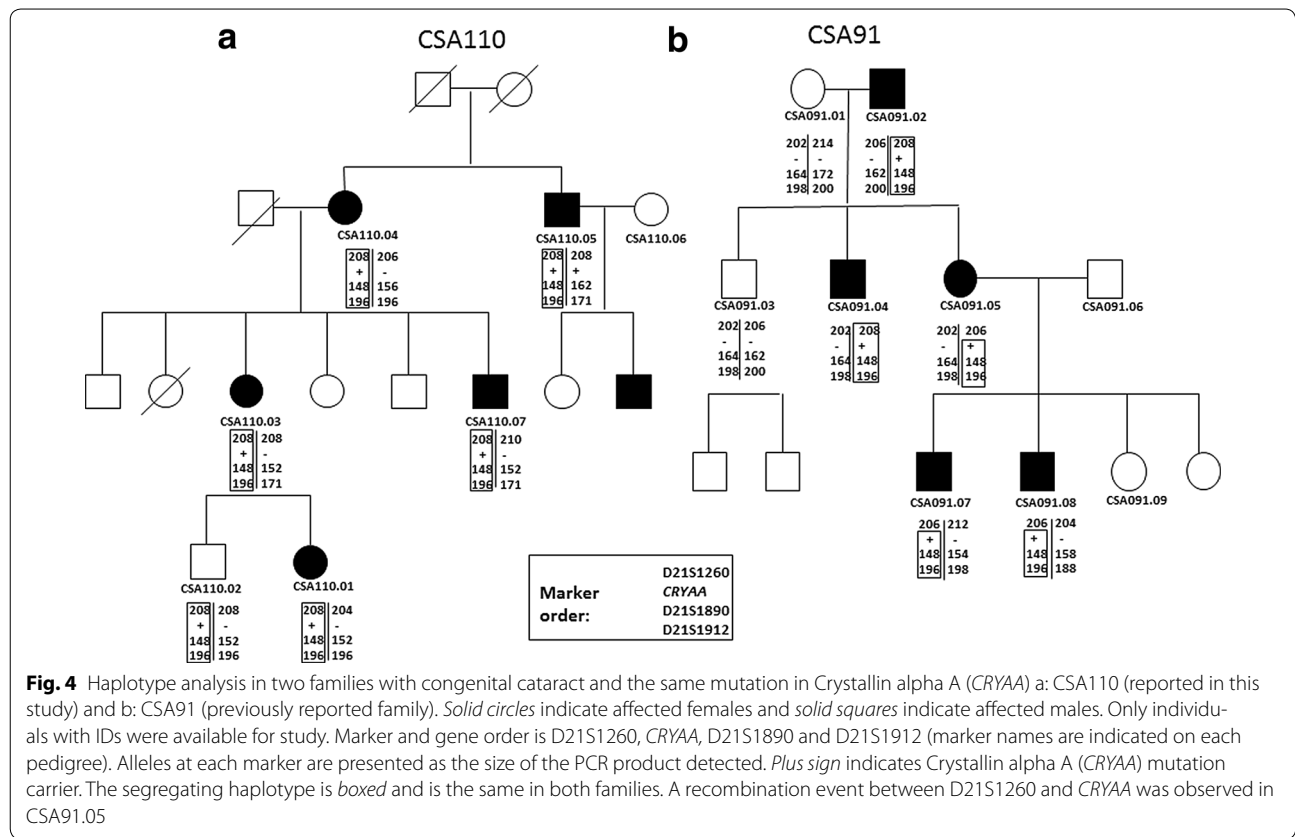 a
CSA110
b
CSA91
CSA091.01
CSA091.02
202 214
- -
164 172
198 200
206 208
- +
162 148
200 196
CSA110.04
208 206
+ -
148 156
196 196
CSA110.05
208 208
+ +
148 162
196 171
CSA110.06
CSA091.03
202 206
- -
164 162
198 200
CSA091.04
202 208
- +
164 148
198 196
CSA091.05
202 206
- +
164 148
198 196
CSA091.06
CSA110.03
208 208
+ -
148 152
196 171
CSA110.07
208 210
+ -
148 152
196 171
CSA091.07
206 212
+ -
148 154
196 198
CSA091.08
206 204
+ -
148 158
196 188
CSA091.09
CSA110.02
208 208
+ -
148 152
196 196
CSA110.01
208 204
+ -
148 152
196 196
Marker order:
D21S1260
CRYAA
D21S1890
D21S1912
Fig. 4 Haplotype analysis in two families with congenital cataract and the same mutation in Crystallin alpha A (CRYAA) a: CSA110 (reported in this
study) and b: CSA91 (previously reported family). Solid circles indicate affected females and solid squares indicate affected males. Only individu-
als with IDs were available for study. Marker and gene order is D21S1260, CRYAA, D21S1890 and D21S1912 (marker names are indicated on each
pedigree). Alleles at each marker are presented as the size of the PCR product detected. Plus sign indicates Crystallin alpha A (CRYAA) mutation
carrier. The segregating haplotype is boxed and is the same in both families. A recombination event between D21S1260 and CRYAA was observed in
CSA91.05